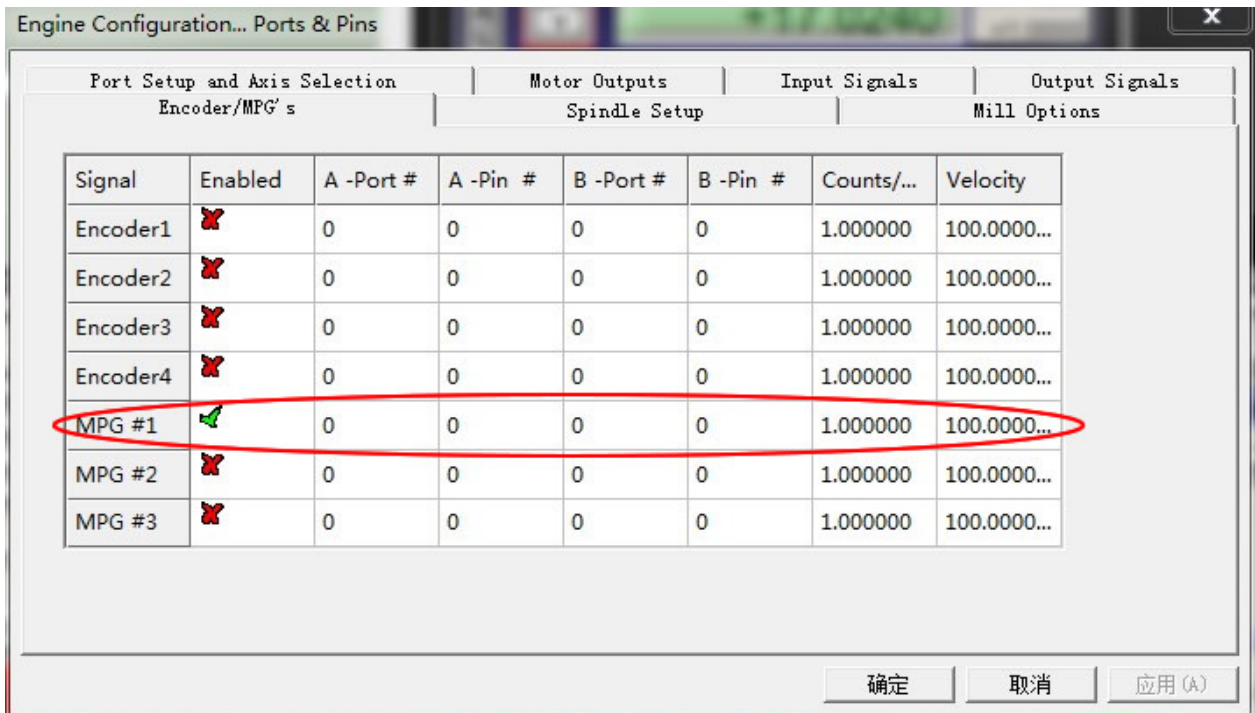 Engine Configuration... Ports & Pins
+17.0240
Port Setup and Axis Selection Motor Outputs Input Signals Output Signals
Encoder/MPG's Spindle Setup Mill Options
Signal Enabled A -Port # A -Pin # B -Port # B -Pin # Counts/... Velocity
Encoder1 0 0 0 0 1.000000 100.0000...
Encoder2 0 0 0 0 1.000000 100.0000...
Encoder3 0 0 0 0 1.000000 100.0000...
Encoder4 0 0 0 0 1.000000 100.0000...
MPG #1 0 0 0 0 1.000000 100.0000...
MPG #2 0 0 0 0 1.000000 100.0000...
MPG #3 0 0 0 0 1.000000 100.0000...
确定 取消 应用(A)